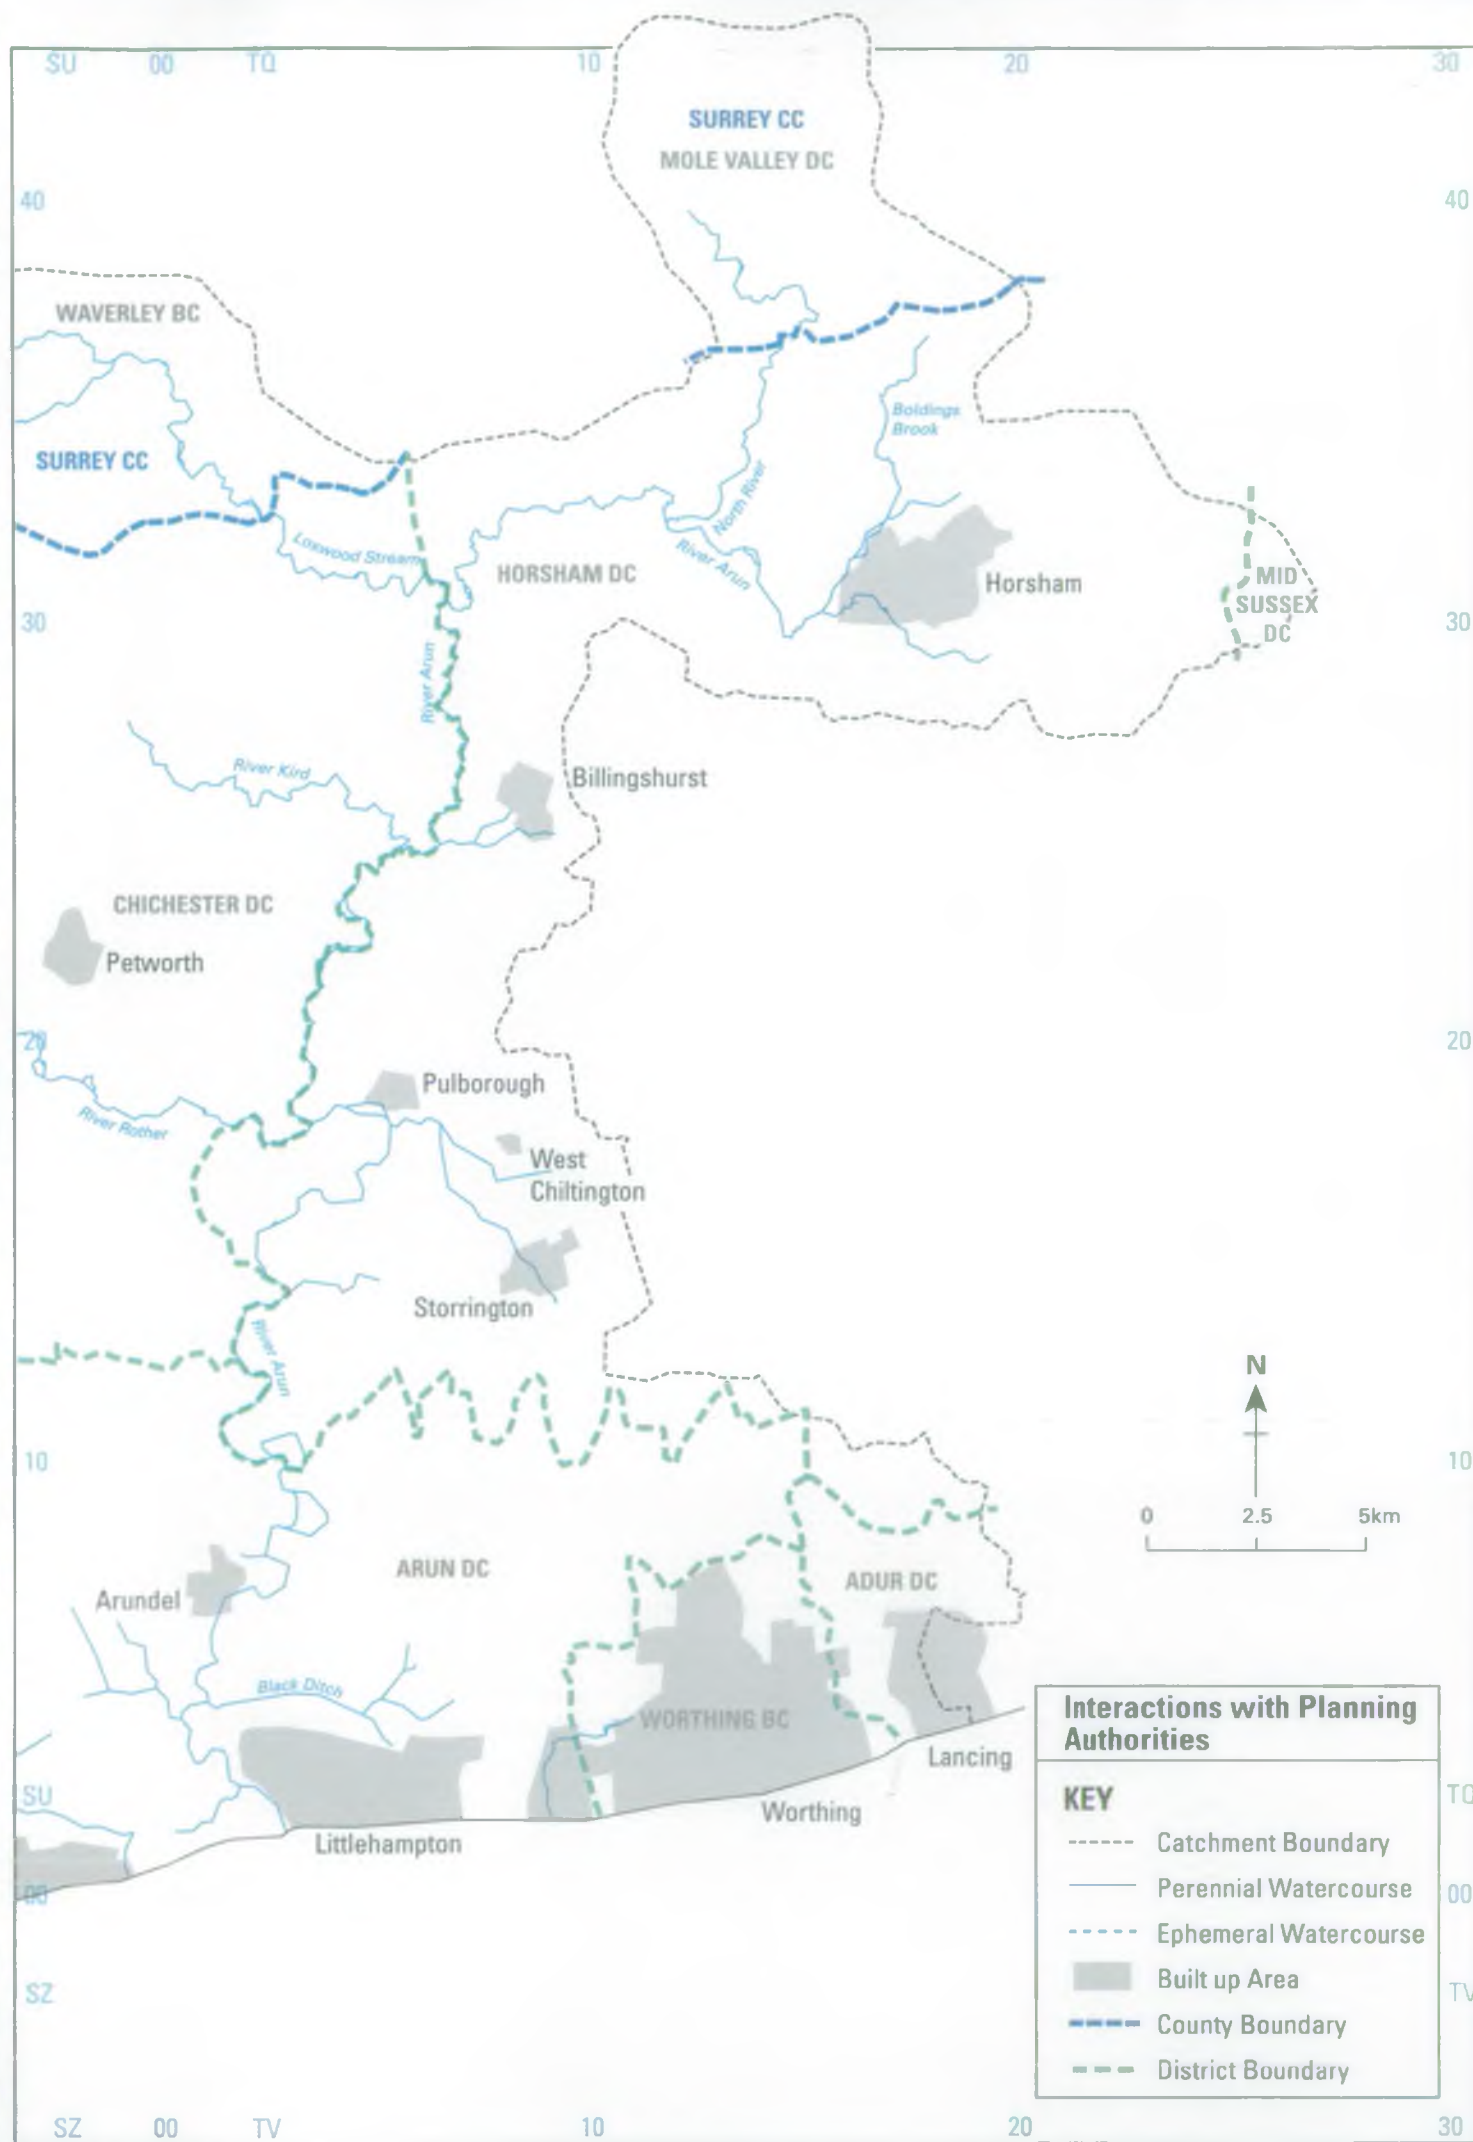 SU 00 TQ 10 20 30
SURREY CC
MOLE VALLEY DC
40 40
WAVERLEY BC
Boldings
Brook
SURREY CC
North River
Loxwood Stream
River Arun
HORSHAM DC
Horsham
MID
SUSSEX
DC
30 30
River Arun
River Kird
Billingshurst
CHICHESTER DC
Petworth
20 20
Pulborough
River Rother
West
Chiltington
Storrington
River Arun
N
10 10
0 2.5 5km
ARUN DC
ADUR DC
Arundel
Black Ditch
WORTHING BC
Lancing
Worthing
Littlehampton
SU TQ
00 00
SZ TV
Interactions with Planning
Authorities
KEY
Catchment Boundary
Perennial Watercourse
Ephemeral Watercourse
Built up Area
County Boundary
District Boundary
SZ 00 TV 10 20 30